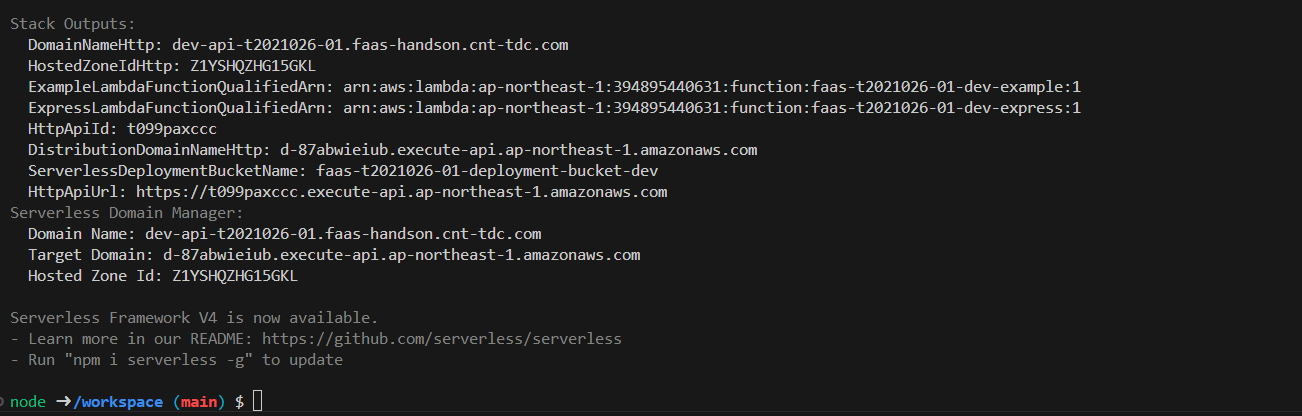 Stack Outputs:
DomainNameHttp: dev-api-t2021026-01.faas-handson.cnt-tdc.com
HostedZoneIdHttp: Z1YSHQZHG15GKL
ExampleLambdaFunctionQualifiedArn: arn:aws:lambda:ap-northeast-1:394895440631:function:faas-t2021026-01-dev-example:1
ExpressLambdaFunctionQualifiedArn: arn:aws:lambda:ap-northeast-1:394895440631:function:faas-t2021026-01-dev-express:1
HttpApiId: t099paxccc
DistributionDomainNameHttp: d-87abwieiub.execute-api.ap-northeast-1.amazonaws.com
ServerlessDeploymentBucketName: faas-t2021026-01-deployment-bucket-dev
HttpApiUrl: https://t099paxccc.execute-api.ap-northeast-1.amazonaws.com
Serverless Domain Manager:
Domain Name: dev-api-t2021026-01.faas-handson.cnt-tdc.com
Target Domain: d-87abwieiub.execute-api.ap-northeast-1.amazonaws.com
Hosted Zone Id: Z1YSHQZHG15GKL
Serverless Framework V4 is now available.
- Learn more in our README: https://github.com/serverless/serverless
- Run "npm i serverless -g" to update
node ➜/workspace (main) $